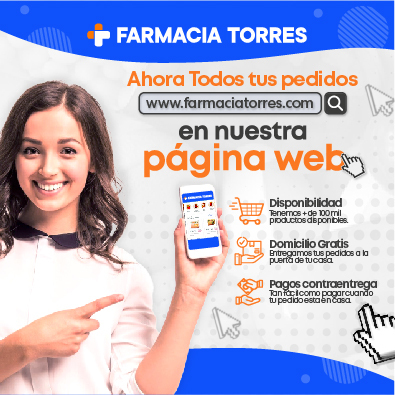 FARMACIA TORRES
Ahora Todos tus pedidos
www.farmaciatorres.com
en nuestra
página web
FARMACIA TORRES
Disponibilidad
Tenemos + de 100 mil
productos disponibles.
Domicilio Gratis
Entregamos tus pedidos a la
puerta de tu casa.
Pagos contraentrega
Tan fácil como pagar cuando
tu pedido esta en casa.